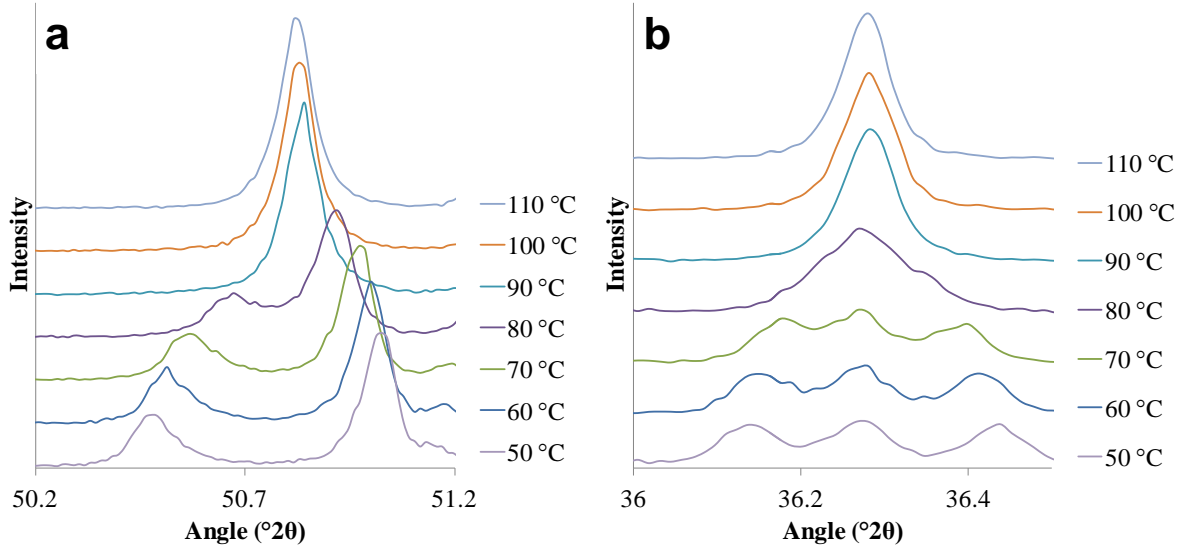 a
Intensity
110 °C
100 °C
90 °C
80 °C
70 °C
60 °C
50 °C
50.2 50.7 51.2
Angle (°2θ)
b
Intensity
110 °C
100 °C
90 °C
80 °C
70 °C
60 °C
50 °C
36 36.2 36.4
Angle (°2θ)